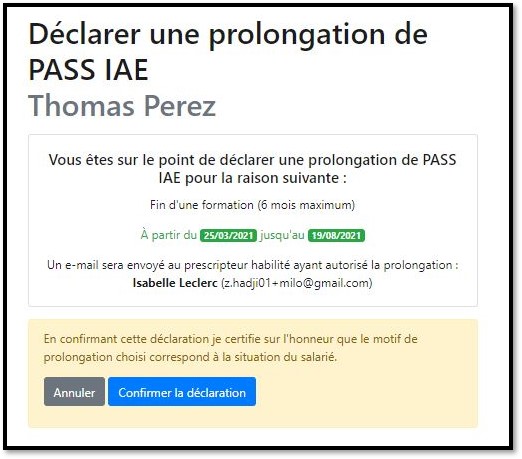 Déclarer une prolongation de
PASS IAE
Thomas Perez
Vous êtes sur le point de déclarer une prolongation de PASS
IAE pour la raison suivante :
Fin d'une formation (6 mois maximum)
À partir du 25/03/2021 jusqu'au 19/08/2021
Un e-mail sera envoyé au prescripteur habilité ayant autorisé la prolongation :
Isabelle Leclerc (z.hadji01+milo@gmail.com)
En confirmant cette déclaration je certifie sur l'honneur que le motif de
prolongation choisi correspond à la situation du salarié.
Annuler Confirmer la déclaration